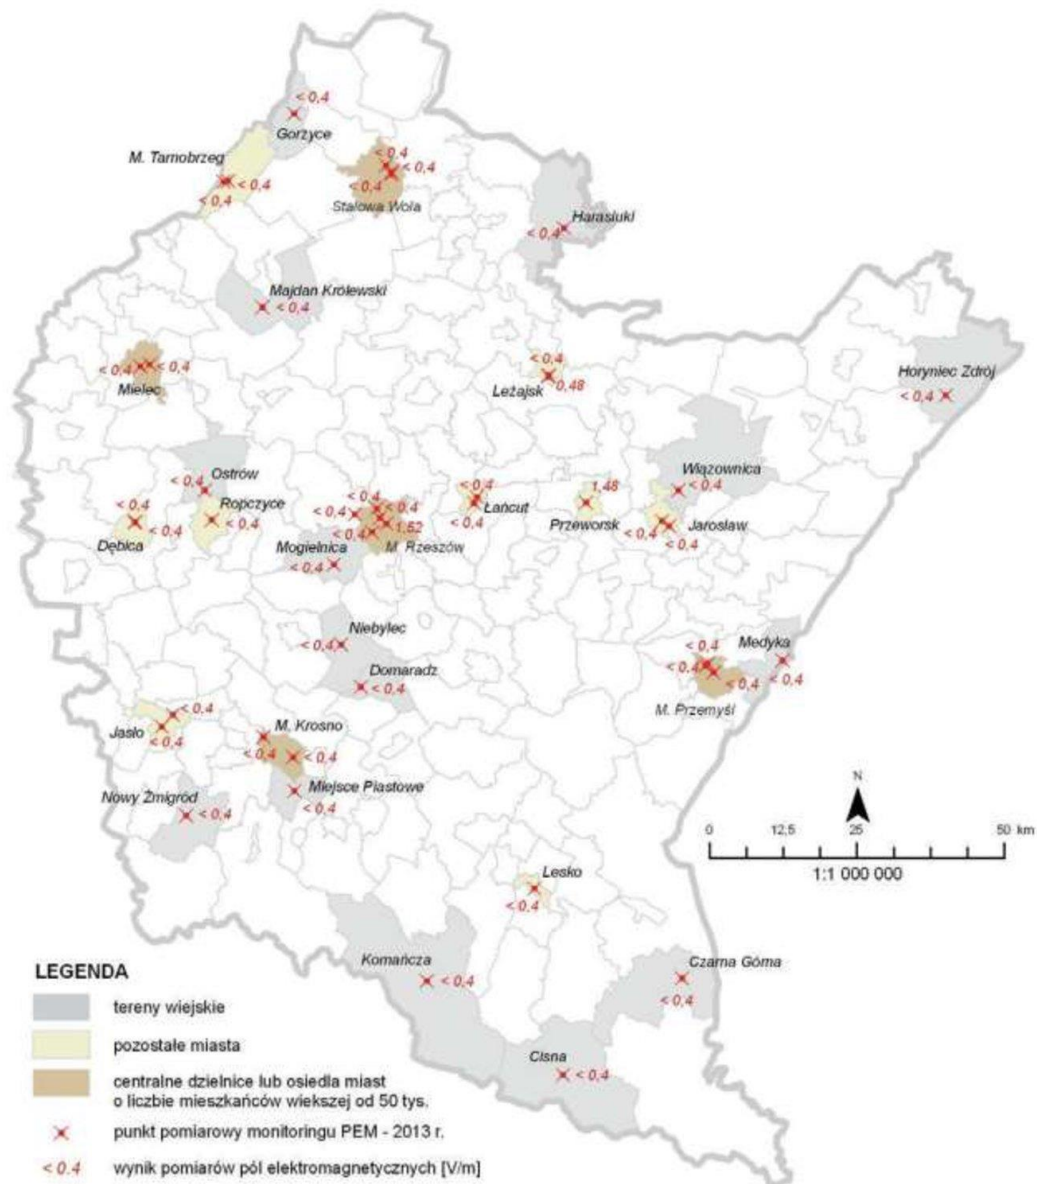 < 0,4
Gorzyce
M. Tarnobrzeg
< 0,4
< 0,4
< 0,4
< 0,4
< 0,4
Stalowa Wola
Harasiuki
< 0,4
Majdan Królewski
< 0,4
< 0,4
< 0,4
Mielec
< 0,4
Leżajsk
0,48
Horyniec Zdrój
< 0,4
Ostrów
< 0,4
Ropczyce
< 0,4
< 0,4
< 0,4
Dębica
< 0,4
< 0,4
< 0,4
1,52
< 0,4
M. Rzeszów
Mogielnica
< 0,4
< 0,4
Łańcut
< 0,4
1,48
Przeworsk
Wiązownica
< 0,4
Jarosław
< 0,4
< 0,4
Niebylec
< 0,4
Domaradz
< 0,4
Medyka
< 0,4
< 0,4
< 0,4
< 0,4
M. Przemyśl
< 0,4
Jasło
< 0,4
M. Krosno
< 0,4
< 0,4
Miejsce Piastowe
< 0,4
Nowy Żmigród
< 0,4
N
0 12,5 25 50 km
1:1 000 000
Lesko
< 0,4
Komańcza
< 0,4
Czarna Górna
< 0,4
Cisna
< 0,4
LEGENDA
tereny wiejskie
pozostałe miasta
centralne dzielnice lub osiedla miast
o liczbie mieszkańców wiekszej od 50 tys.
punkt pomiarowy monitoringu PEM - 2013 r.
< 0.4 wynik pomiarów pól elektromagnetycznych [V/m]